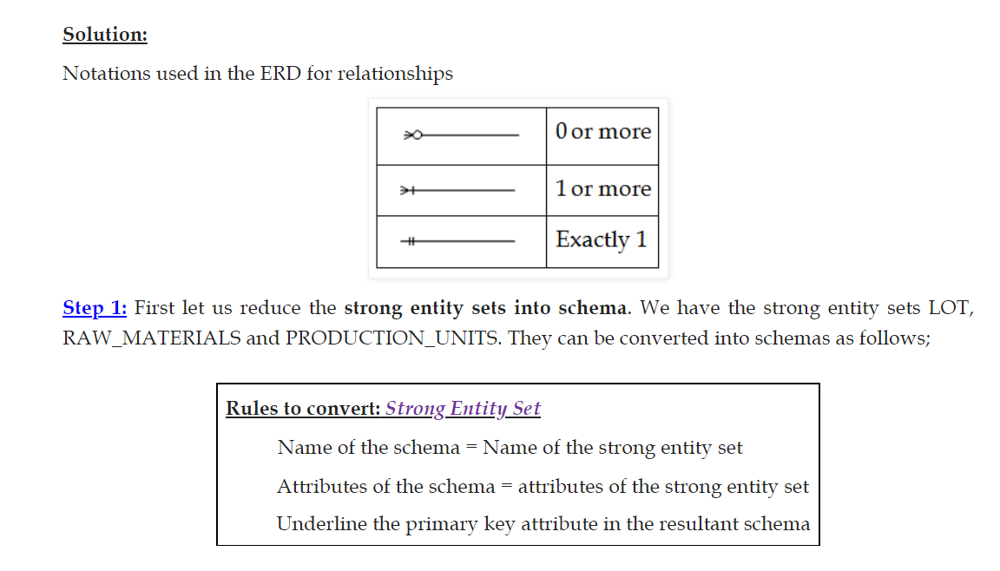 Solution:
Notations used in the ERD for relationships
0 or more
1 or more
Exactly 1
Step 1: First let us reduce the strong entity sets into schema. We have the strong entity sets LOT,
RAW_MATERIALS and PRODUCTION_UNITS. They can be converted into schemas as follows;
Rules to convert: Strong Entity Set
Name of the schema = Name of the strong entity set
Attributes of the schema = attributes of the strong entity set
Underline the primary key attribute in the resultant schema